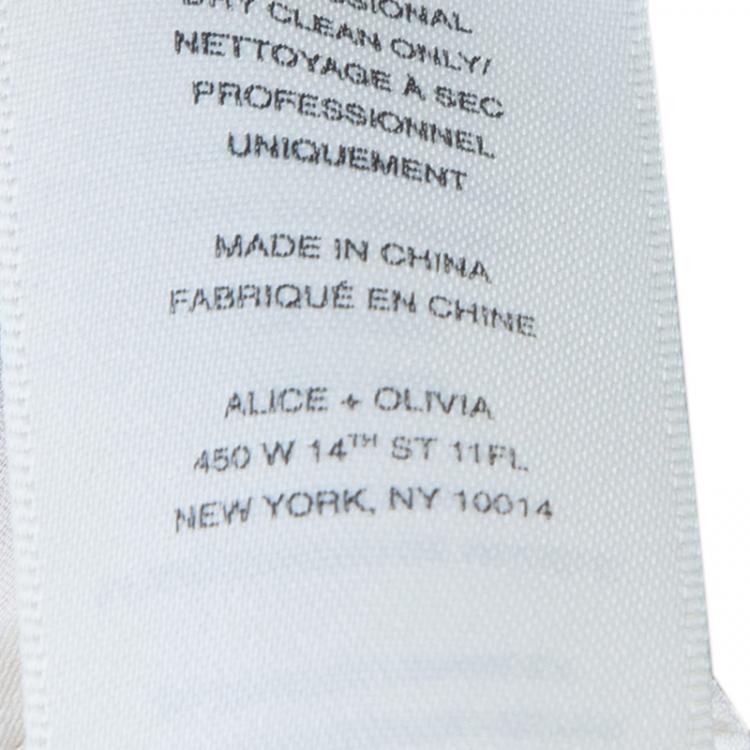 DRY CLEAN ONLY/
NETTOYAGE À SEC
PROFESSIONNEL
UNIQUEMENT
MADE IN CHINA
FABRIQUÉ EN CHINE
ALICE + OLIVIA
450 W 14TH ST 11FL
NEW YORK, NY 10014